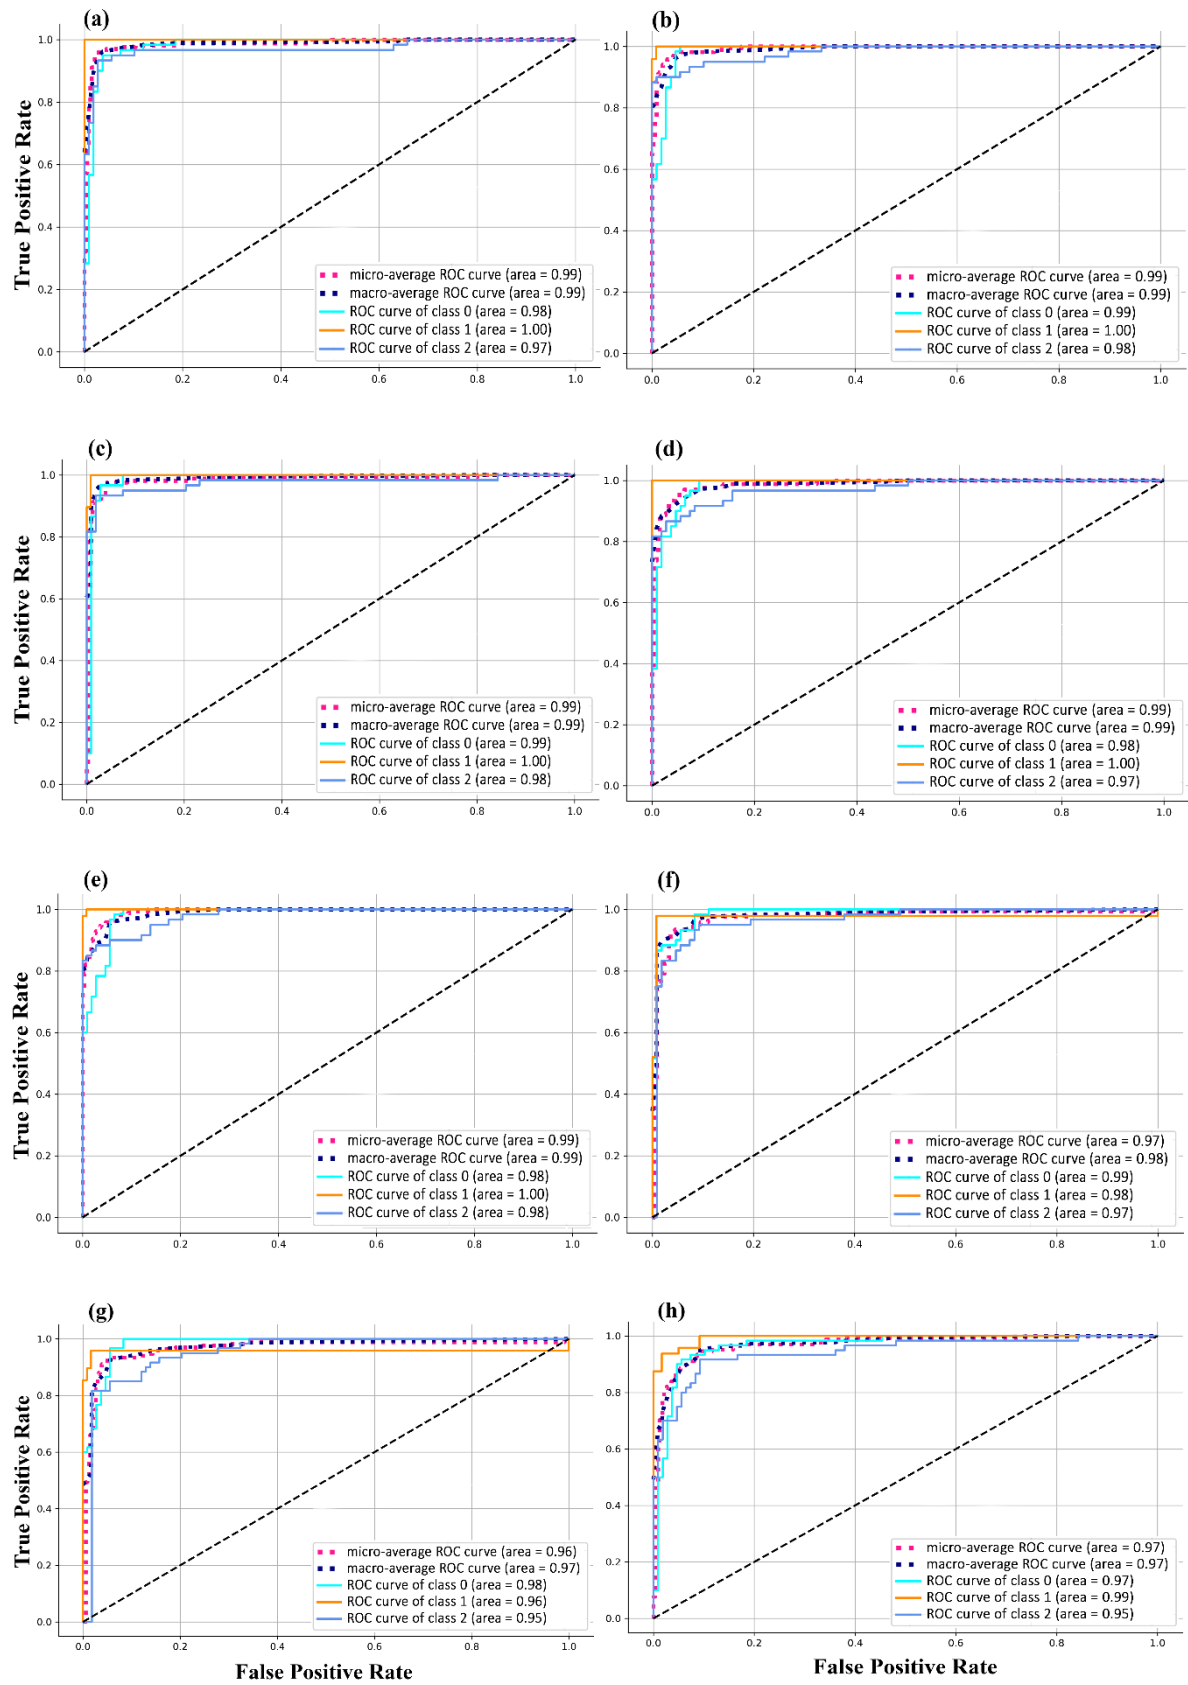 (a)
True Positive Rate
1.0
0.8
0.6
0.4
0.2
0.0
micro-average ROC curve (area = 0.99)
macro-average ROC curve (area = 0.99)
ROC curve of class 0 (area = 0.98)
ROC curve of class 1 (area = 1.00)
ROC curve of class 2 (area = 0.97)
0.0 0.2 0.4 0.6 0.8 1.0
(b)
1.0
0.8
0.6
0.4
0.2
0.0
micro-average ROC curve (area = 0.99)
macro-average ROC curve (area = 0.99)
ROC curve of class 0 (area = 0.99)
ROC curve of class 1 (area = 1.00)
ROC curve of class 2 (area = 0.98)
0.0 0.2 0.4 0.6 0.8 1.0
(c)
True Positive Rate
1.0
0.8
0.6
0.4
0.2
0.0
micro-average ROC curve (area = 0.99)
macro-average ROC curve (area = 0.99)
ROC curve of class 0 (area = 0.99)
ROC curve of class 1 (area = 1.00)
ROC curve of class 2 (area = 0.98)
0.0 0.2 0.4 0.6 0.8 1.0
(d)
1.0
0.8
0.6
0.4
0.2
0.0
micro-average ROC curve (area = 0.99)
macro-average ROC curve (area = 0.99)
ROC curve of class 0 (area = 0.98)
ROC curve of class 1 (area = 1.00)
ROC curve of class 2 (area = 0.97)
0.0 0.2 0.4 0.6 0.8 1.0
(e)
True Positive Rate
1.0
0.8
0.6
0.4
0.2
0.0
micro-average ROC curve (area = 0.99)
macro-average ROC curve (area = 0.99)
ROC curve of class 0 (area = 0.98)
ROC curve of class 1 (area = 1.00)
ROC curve of class 2 (area = 0.98)
0.0 0.2 0.4 0.6 0.8 1.0
(f)
1.0
0.8
0.6
0.4
0.2
0.0
micro-average ROC curve (area = 0.97)
macro-average ROC curve (area = 0.98)
ROC curve of class 0 (area = 0.99)
ROC curve of class 1 (area = 0.98)
ROC curve of class 2 (area = 0.97)
0.0 0.2 0.4 0.6 0.8 1.0
(g)
True Positive Rate
1.0
0.8
0.6
0.4
0.2
0.0
micro-average ROC curve (area = 0.96)
macro-average ROC curve (area = 0.97)
ROC curve of class 0 (area = 0.98)
ROC curve of class 1 (area = 0.96)
ROC curve of class 2 (area = 0.95)
0.0 0.2 0.4 0.6 0.8 1.0
False Positive Rate
(h)
1.0
0.8
0.6
0.4
0.2
0.0
micro-average ROC curve (area = 0.97)
macro-average ROC curve (area = 0.97)
ROC curve of class 0 (area = 0.97)
ROC curve of class 1 (area = 0.99)
ROC curve of class 2 (area = 0.95)
0.0 0.2 0.4 0.6 0.8 1.0
False Positive Rate